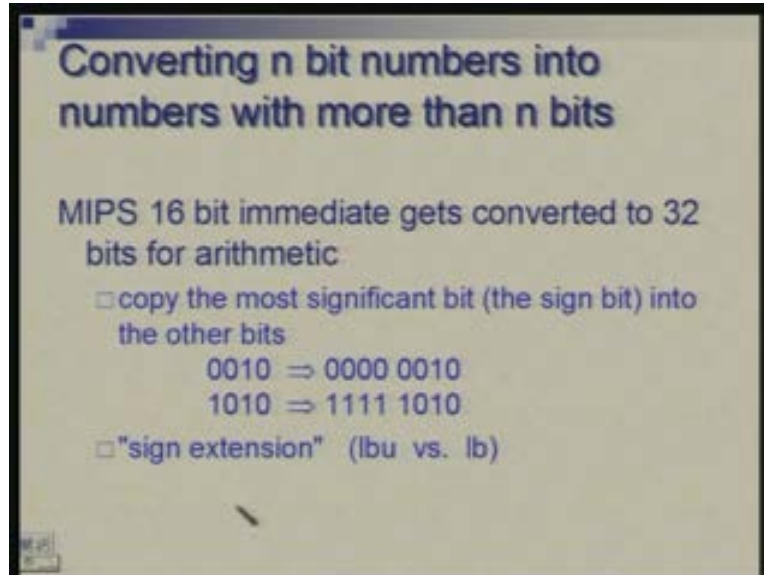 Converting n bit numbers into
numbers with more than n bits
MIPS 16 bit immediate gets converted to 32
bits for arithmetic
copy the most significant bit (the sign bit) into
the other bits
0010 ⇒ 0000 0010
1010 ⇒ 1111 1010
"sign extension" (lbu vs. lb)